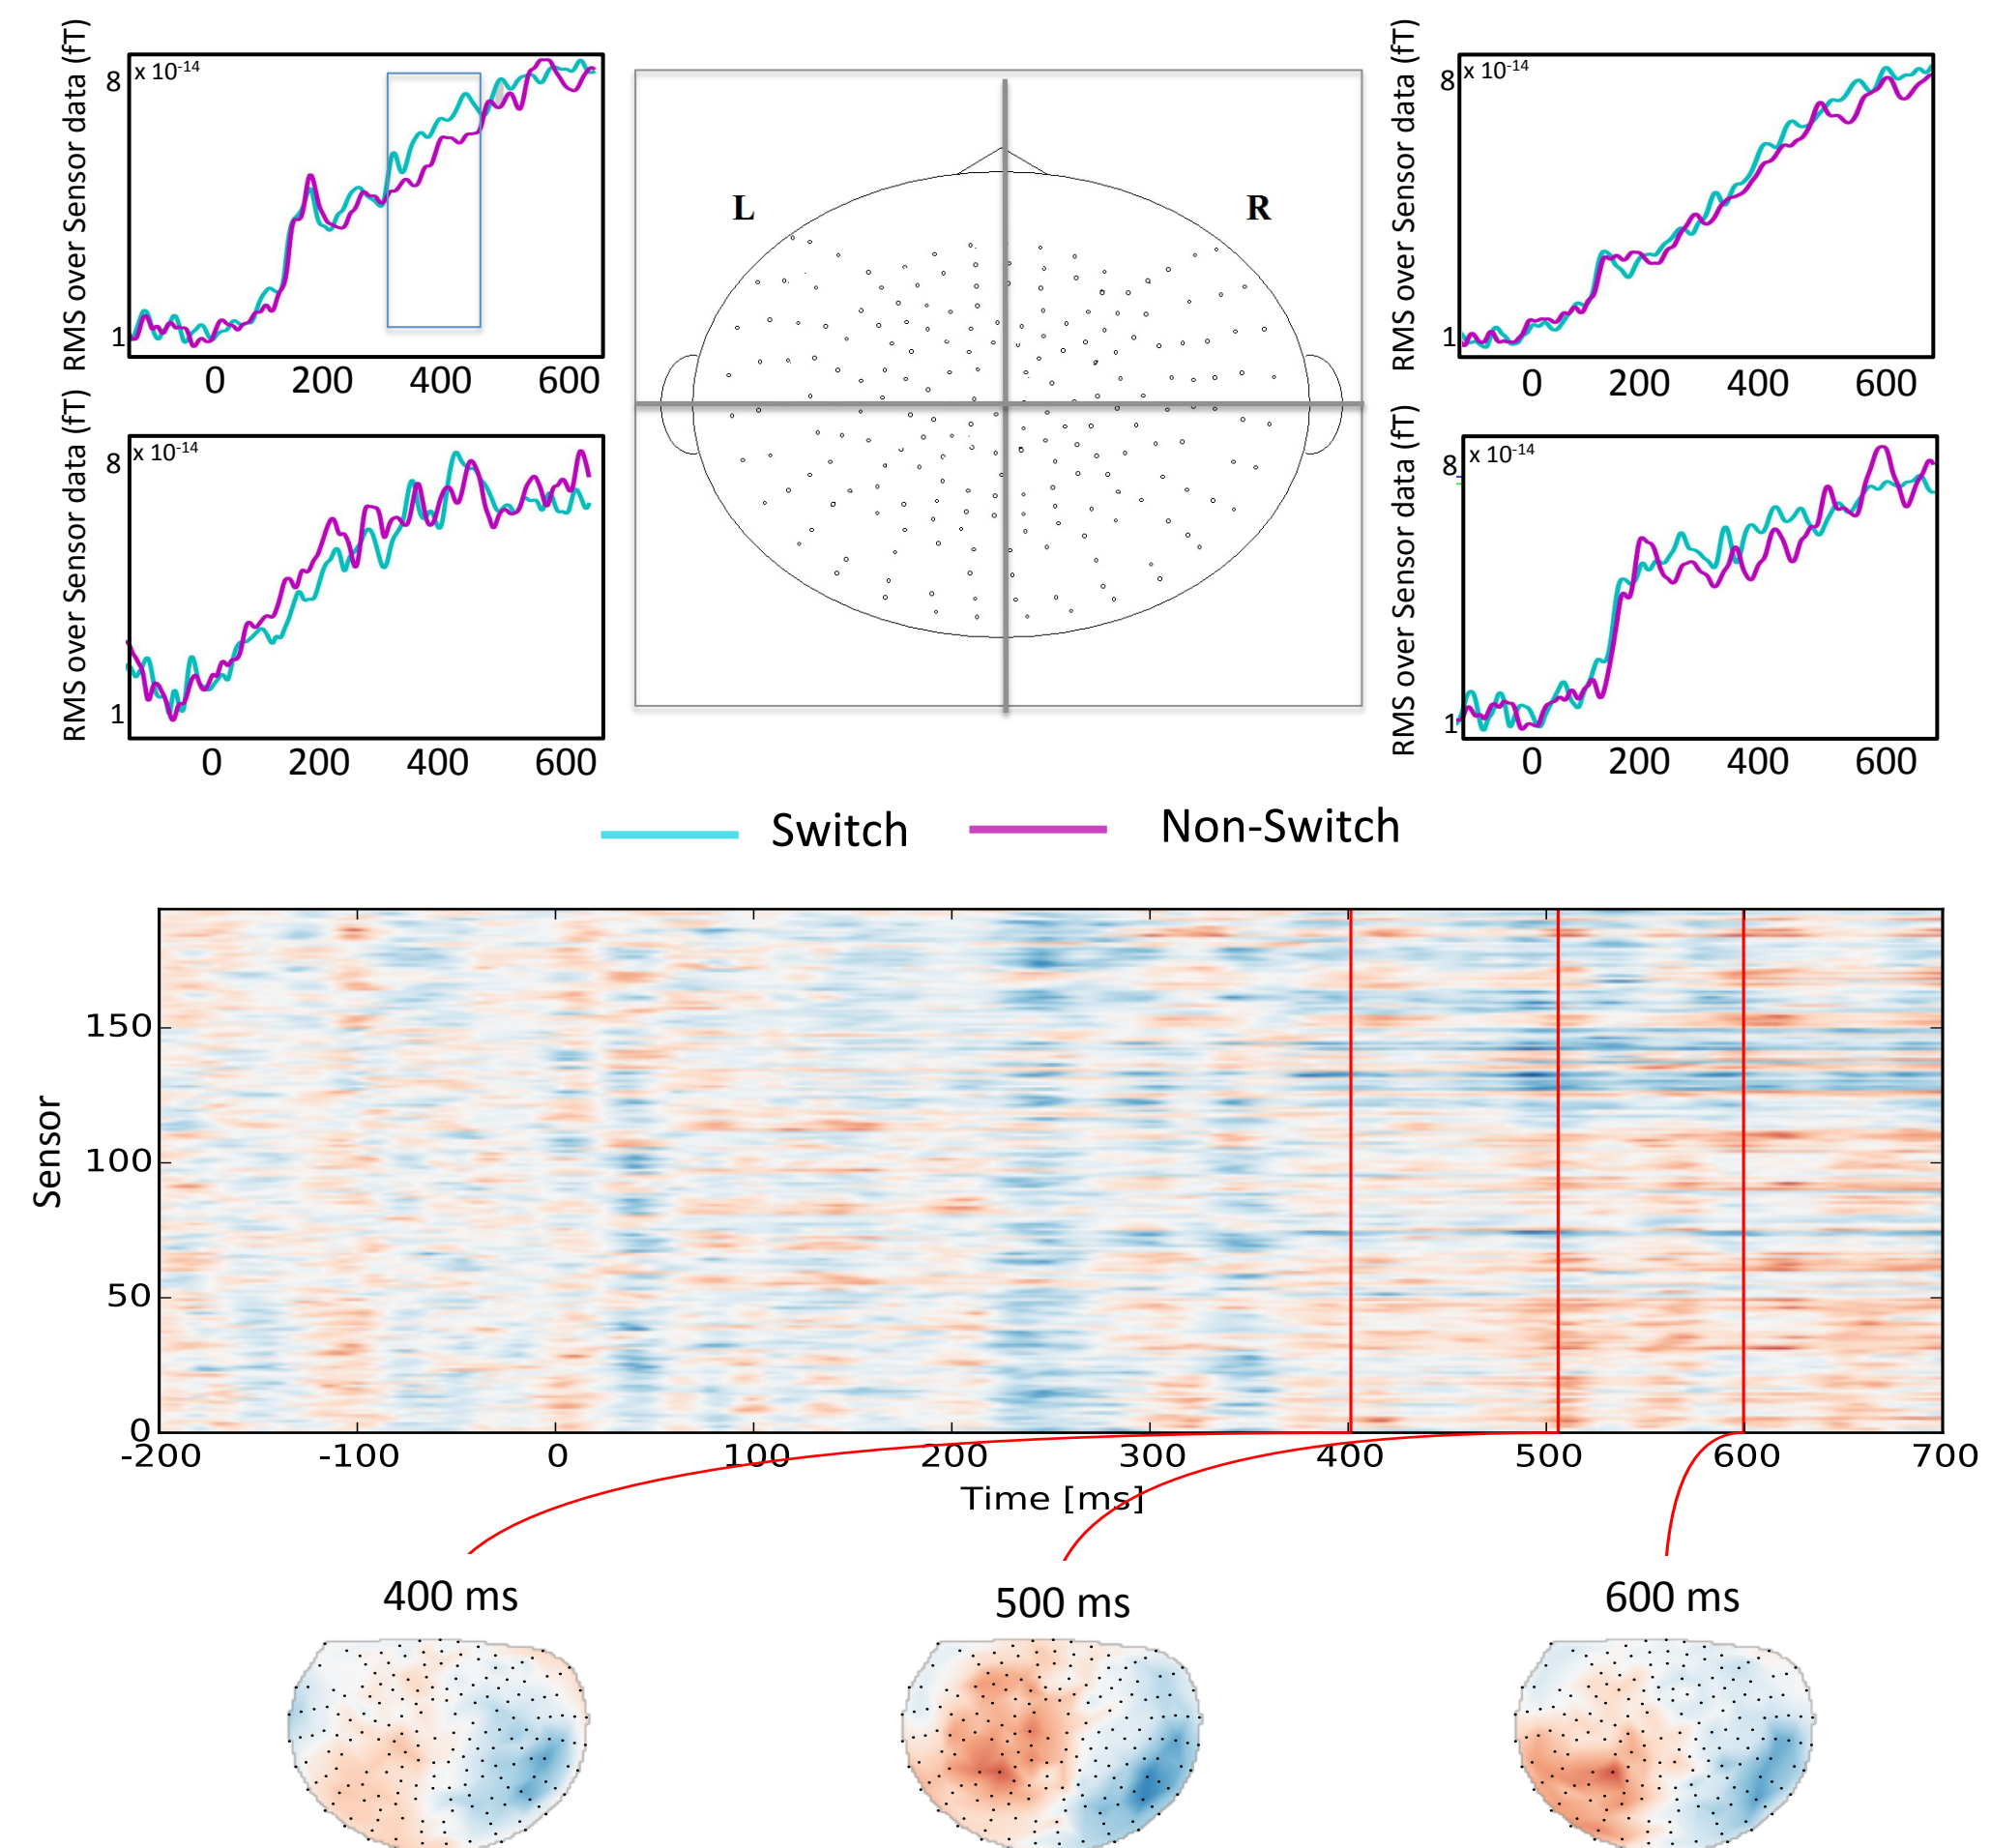 RMS over Sensor data (fT)
8
x 10-14
1
0 200 400 600
RMS over Sensor data (fT)
8
x 10-14
1
0 200 400 600
L
R
RMS over Sensor data (fT)
8
x 10-14
1
0 200 400 600
RMS over Sensor data (fT)
8
x 10-14
1
0 200 400 600
Switch
Non-Switch
Sensor
150
100
50
0
-200 -100 0 100 200 300 400 500 600 700
Time [ms]
400 ms
500 ms
600 ms